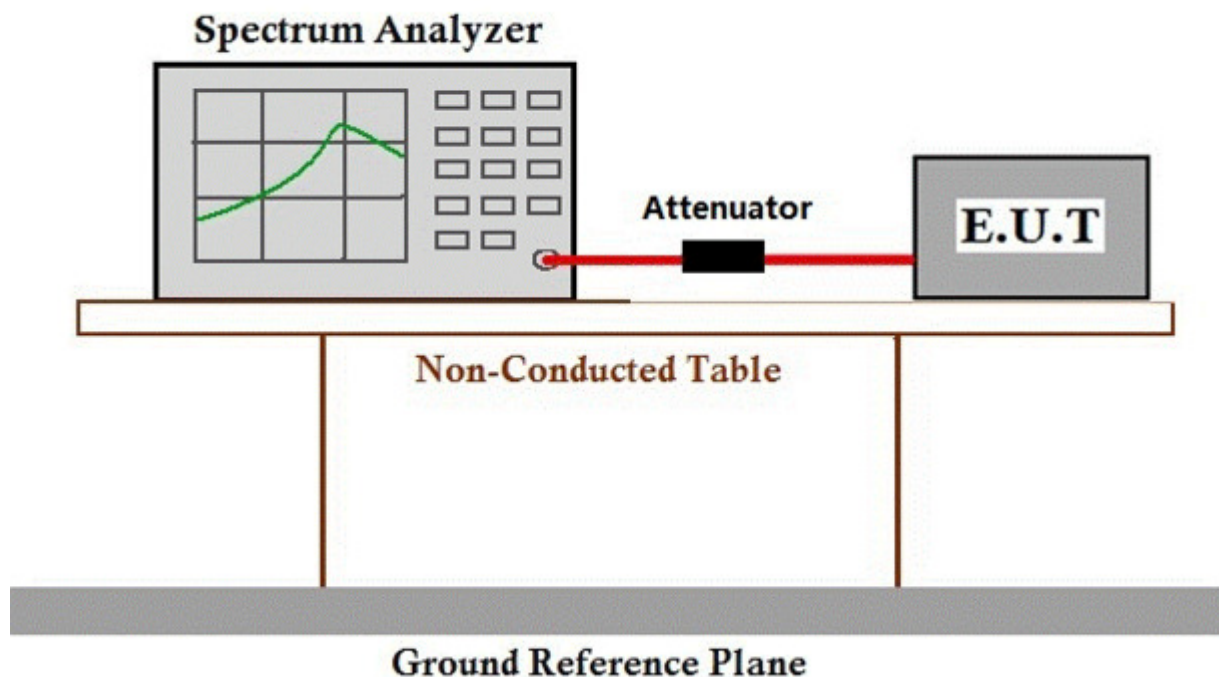 Spectrum Analyzer
Attenuator
E.U.T
Non-Conducted Table
Ground Reference Plane